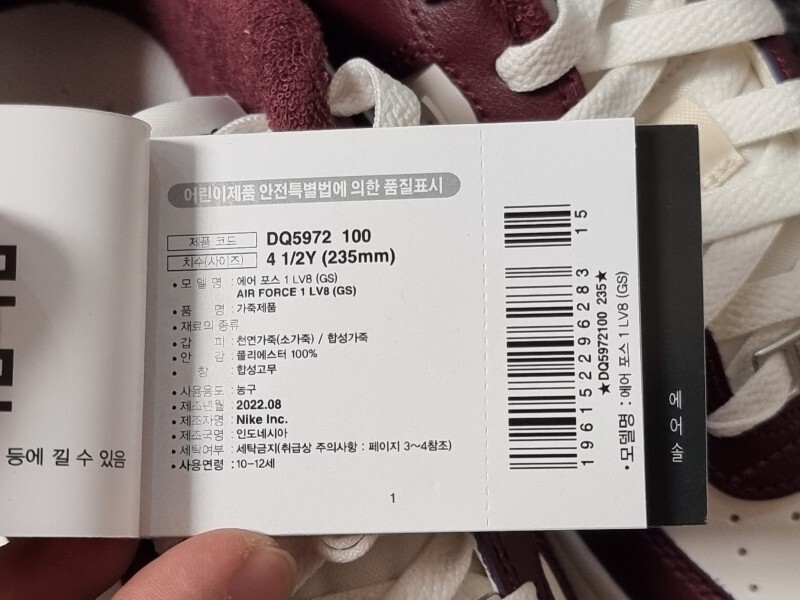 어린이제품 안전특별법에 의한 품질표시
제품 코드 DQ5972 100
치수(사이즈) 4 1/2Y (235mm)
• 모 델 명 : 에어 포스 1 LV8 (GS)
AIR FORCE 1 LV8 (GS)
• 품 명 : 가죽제품
• 재료의 종류
• 갑 피 : 천연가죽(소가죽) / 합성가죽
• 안 감 : 폴리에스터 100%
• 창 : 합성고무
• 사용용도 : 농구
• 제조년월 : 2022.08
• 제조자명 : Nike Inc.
• 제조국명 : 인도네시아
• 세탁여부 : 세탁금지(취급상 주의사항 : 페이지 3~4참조)
• 사용연령 : 10-12세
1
등에 낄 수 있음
15
196152296283
★DQ5972100 235★
• 모델명 : 에어 포스 1 LV8 (GS)
에어솔